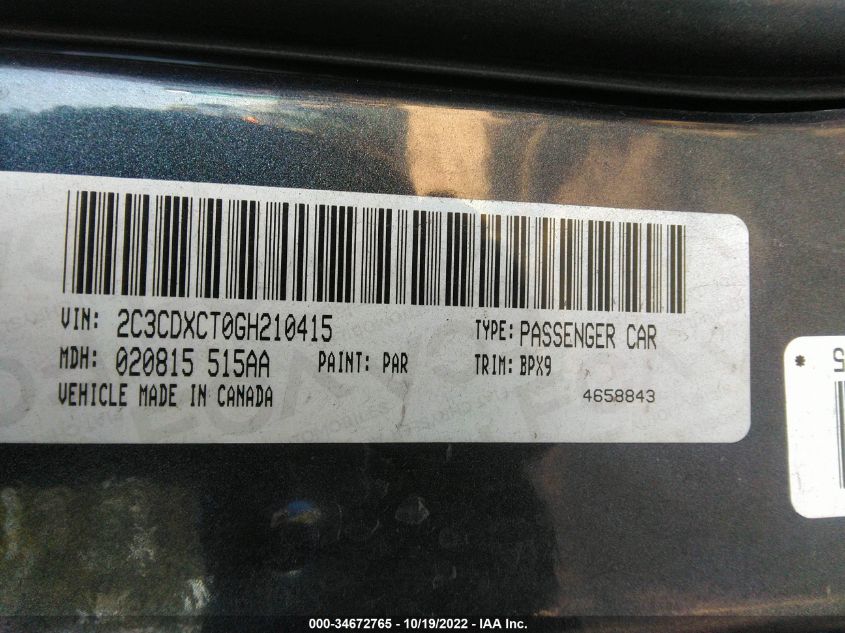 VIN: 2C3CDXCT0GH210415 TYPE: PASSENGER CAR
MDH: 020815 515AA PAINT: PAR TRIM: BPX9
VEHICLE MADE IN CANADA 4658843
* 5
000-34672765 - 10/19/2022 - IAA Inc.